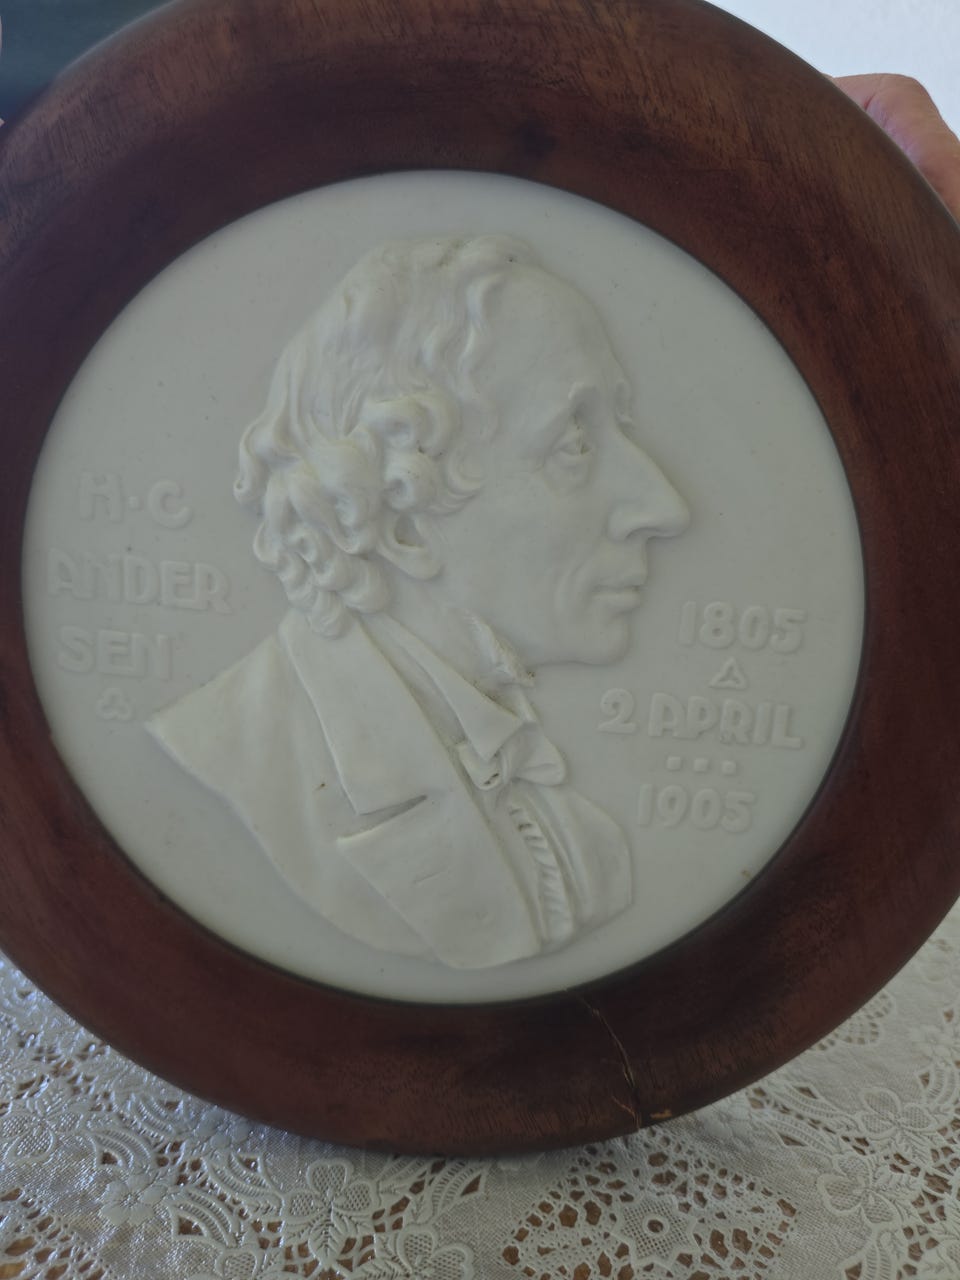 H·C
ANDER
SEN
1805
2 APRIL
...
1905